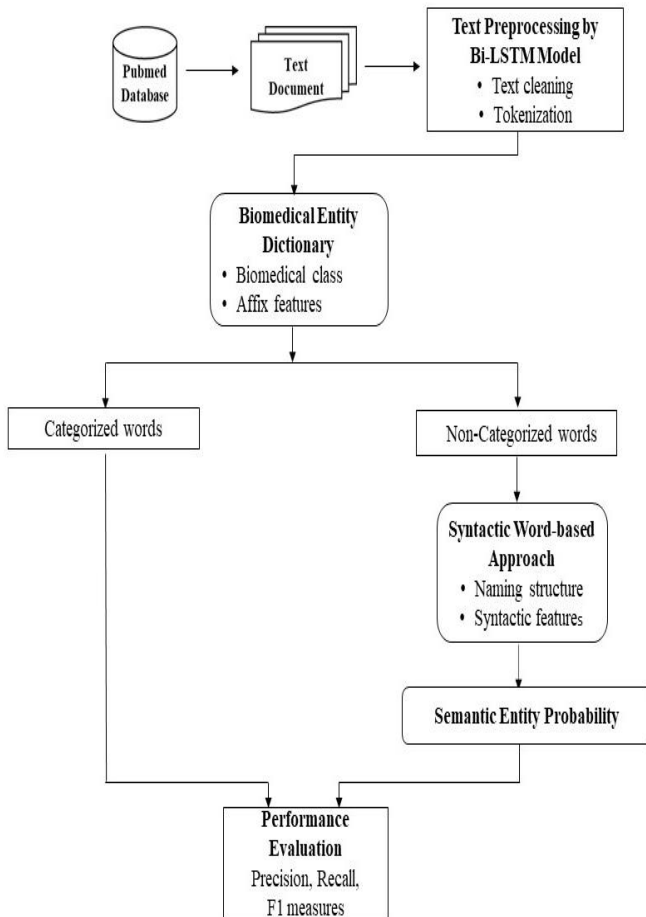 Pubmed
Database
Text
Document
Text Preprocessing by
Bi-LSTM Model
• Text cleaning
• Tokenization
Biomedical Entity
Dictionary
• Biomedical class
• Affix features
Categorized words
Non-Categorized words
Syntactic Word-based
Approach
• Naming structure
• Syntactic features
Semantic Entity Probability
Performance
Evaluation
Precision, Recall,
F1 measures